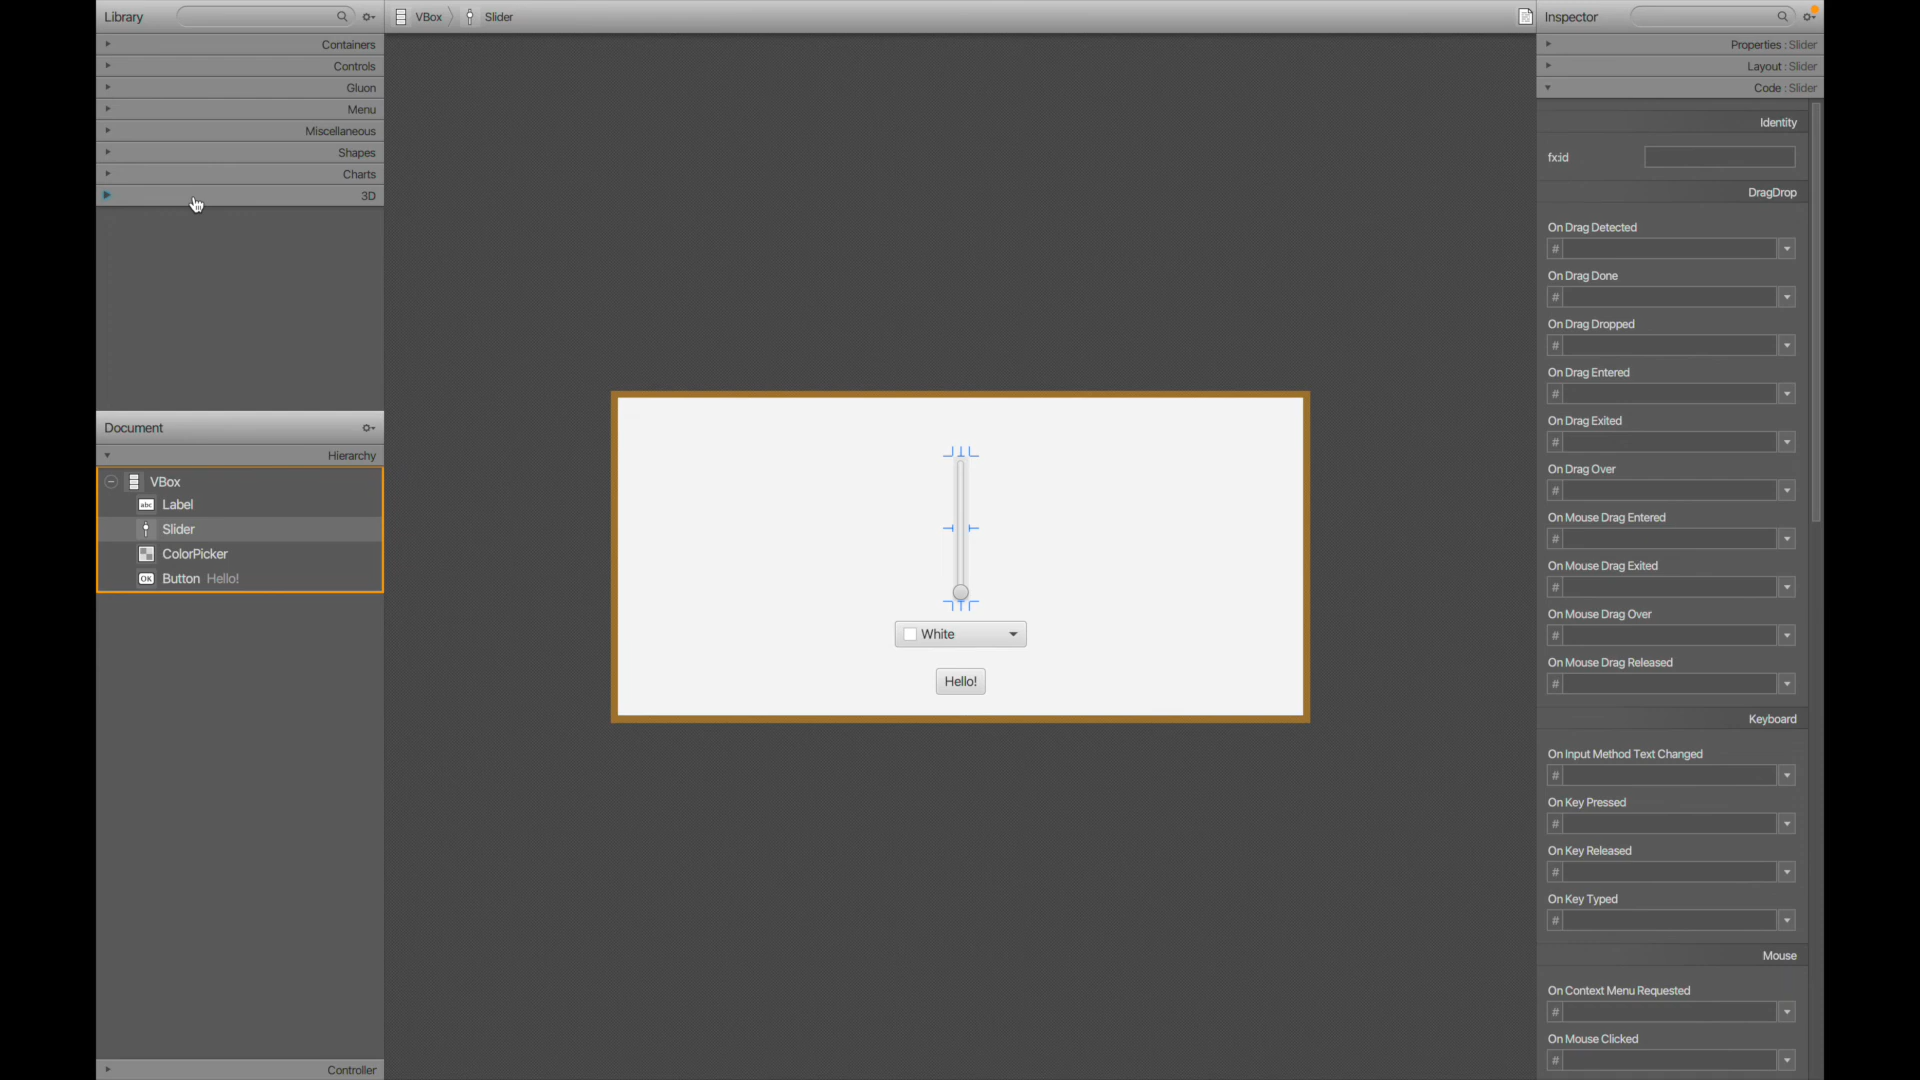 Library
Containers
Controls
Gluon
Menu
Miscellaneous
Shapes
Charts
3D
Document
Hierarchy
VBox
abc Label
Slider
ColorPicker
OK Button Hello!
Controller
VBox Slider
White
Hello!
Inspector
Properties : Slider
Layout : Slider
Code : Slider
Identity
fx:id
DragDrop
On Drag Detected
#
On Drag Done
#
On Drag Dropped
#
On Drag Entered
#
On Drag Exited
#
On Drag Over
#
On Mouse Drag Entered
#
On Mouse Drag Exited
#
On Mouse Drag Over
#
On Mouse Drag Released
#
Keyboard
On Input Method Text Changed
#
On Key Pressed
#
On Key Released
#
On Key Typed
#
Mouse
On Context Menu Requested
#
On Mouse Clicked
#